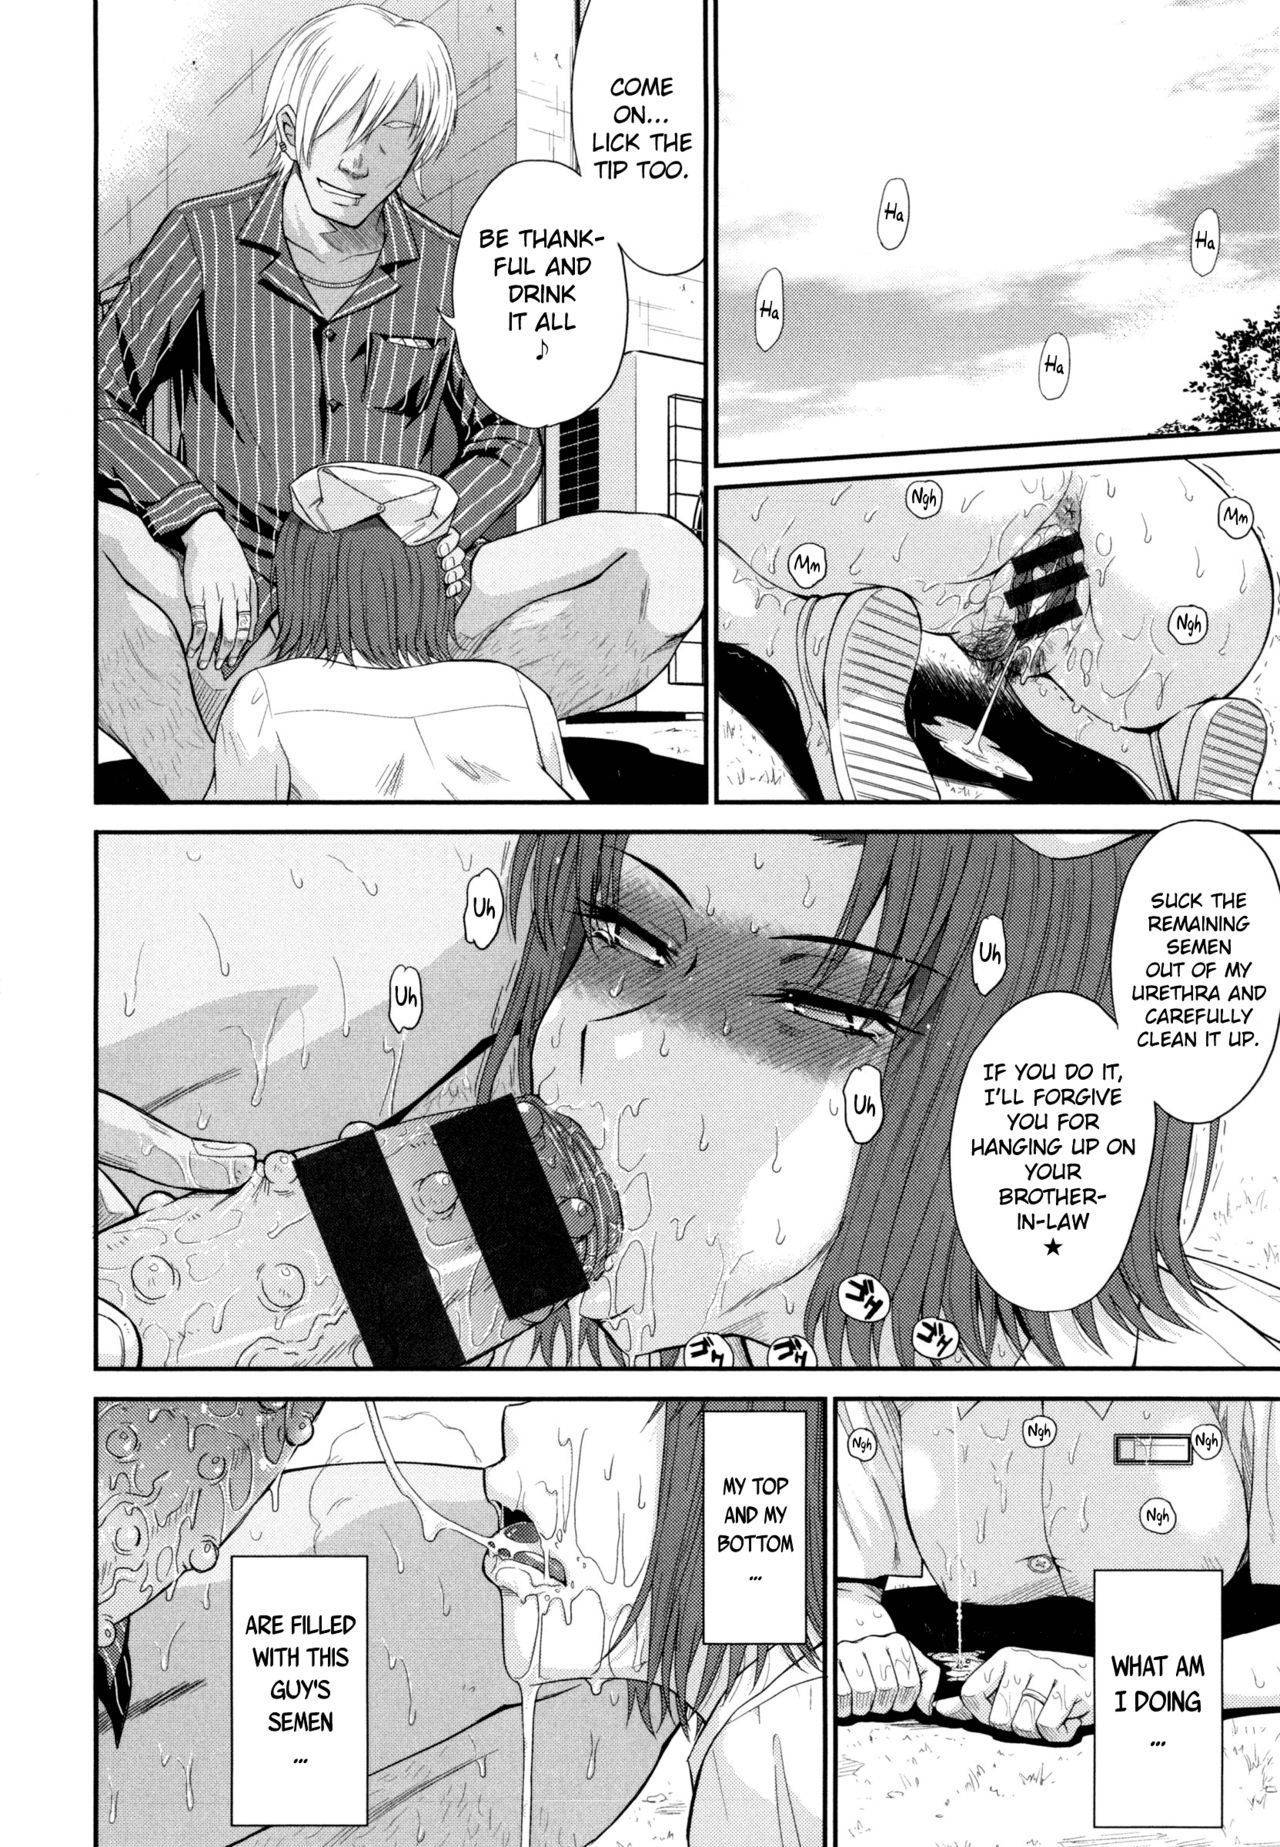 Ha
Ha
Ha
Ha
Ngh
Mn
Mn
Ngh
COME
ON...
LICK THE
TIP TOO.
BE THANK-
FUL AND
DRINK
IT ALL
♪
SUCK THE
REMAINING
SEMEN
OUT OF MY
URETHRA AND
CAREFULLY
CLEAN IT UP.
IF YOU DO IT,
I'LL FORGIVE
YOU FOR
HANGING UP ON
YOUR
BROTHER-
IN-LAW
★
Uh
Uh
Uh
Uh
Ngh
Ngh
Ngh
Ngh
WHAT AM
I DOING
...
MY TOP
AND MY
BOTTOM
...
ARE FILLED
WITH THIS
GUY'S
SEMEN
...